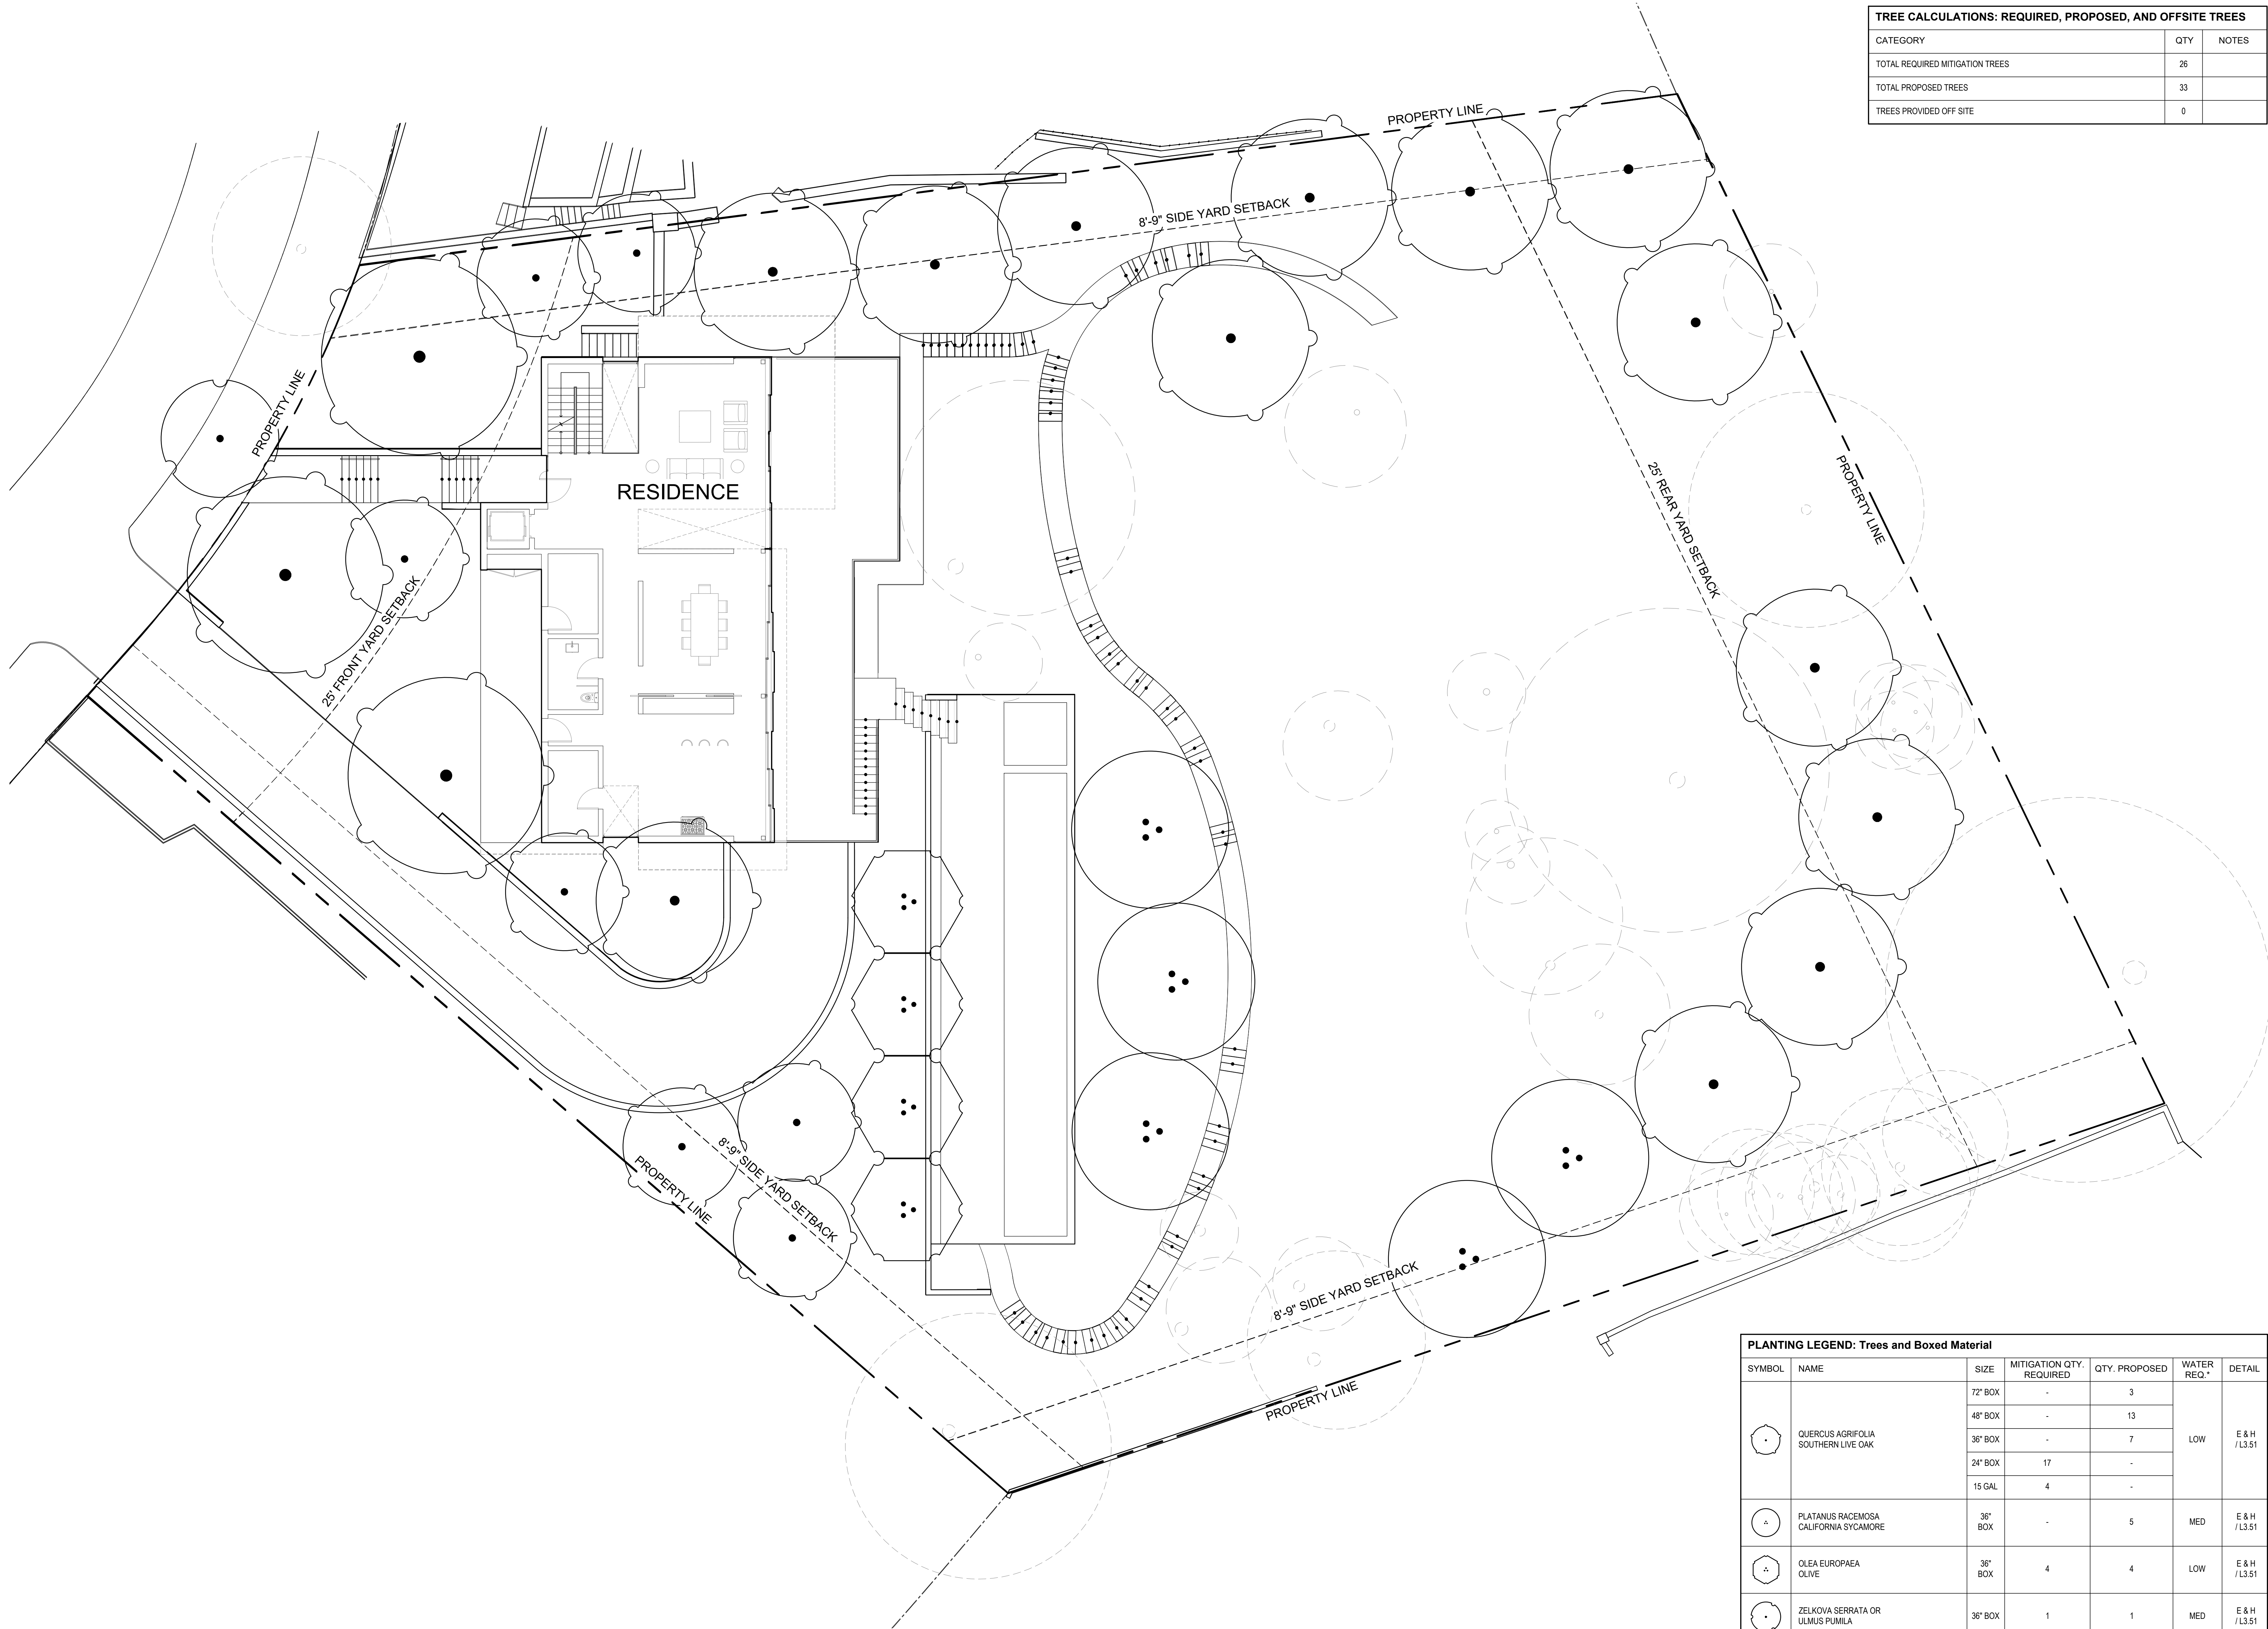 TREE CALCULATIONS: REQUIRED, PROPOSED, AND OFFSITE TREES
CATEGORY QTY NOTES
TOTAL REQUIRED MITIGATION TREES 26
TOTAL PROPOSED TREES 33
TREES PROVIDED OFF SITE 0
PROPERTY LINE
8'-9" SIDE YARD SETBACK
PROPERTY LINE
RESIDENCE
25' REAR YARD SETBACK
PROPERTY LINE
25' FRONT YARD SETBACK
8'-9" SIDE YARD SETBACK
PROPERTY LINE
8'-9" SIDE YARD SETBACK
PROPERTY LINE
PLANTING LEGEND: Trees and Boxed Material
SYMBOL NAME SIZE MITIGATION QTY. REQUIRED QTY. PROPOSED WATER REQ.* DETAIL
72" BOX - 3
48" BOX - 13
QUERCUS AGRIFOLIA
SOUTHERN LIVE OAK
36" BOX - 7 LOW E & H
/ L3.51
24" BOX 17 -
15 GAL 4 -
PLATANUS RACEMOSA
CALIFORNIA SYCAMORE
36"
BOX
- 5 MED E & H
/ L3.51
OLEA EUROPAEA
OLIVE
36"
BOX
4 4 LOW E & H
/ L3.51
ZELKOVA SERRATA OR
ULMUS PUMILA
36" BOX 1 1 MED E & H
/ L3.51